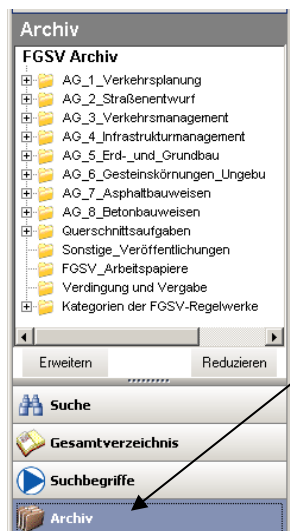 Archiv
FGSV Archiv
AG_1_Verkehrsplanung
AG_2_Straßenentwurf
AG_3_Verkehrsmanagement
AG_4_Infrastrukturmanagement
AG_5_Erd-_und_Grundbau
AG_6_Gesteinskörnungen_Ungebu
AG_7_Asphaltbauweisen
AG_8_Betonbauweisen
Querschnittsaufgaben
Sonstige_Veröffentlichungen
FGSV_Arbeitspapiere
Verdingung und Vergabe
Kategorien der FGSV-Regelwerke
Erweitern Reduzieren
Suche
Gesamtverzeichnis
Suchbegriffe
Archiv